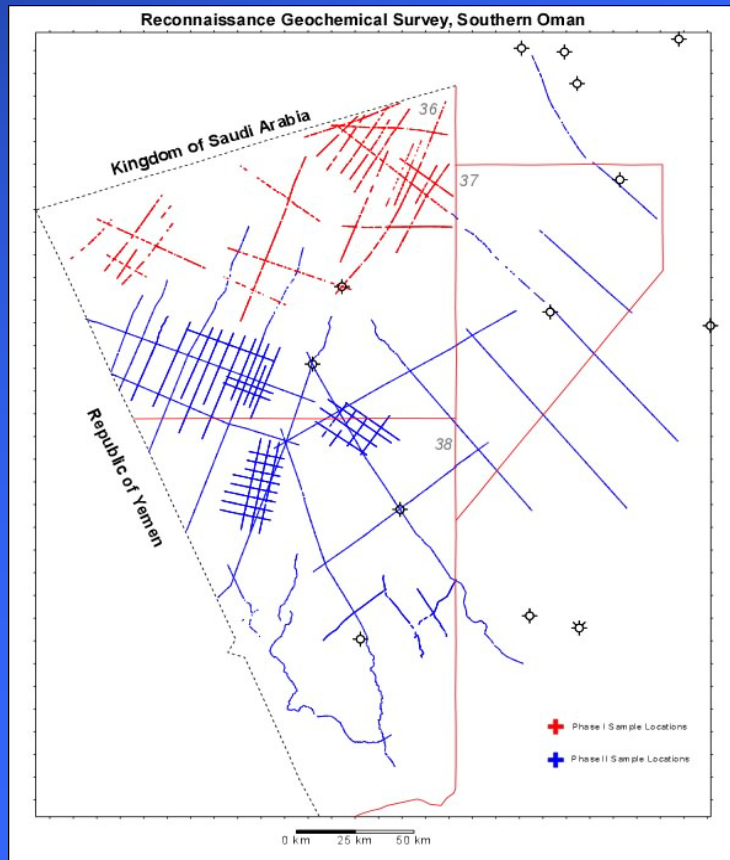 Reconnaissance Geochemical Survey, Southern Oman
36
Kingdom of Saudi Arabia
37
Republic of Yemen
38
Phase I Sample Locations
Phase II Sample Locations
0 km 25 km 50 km